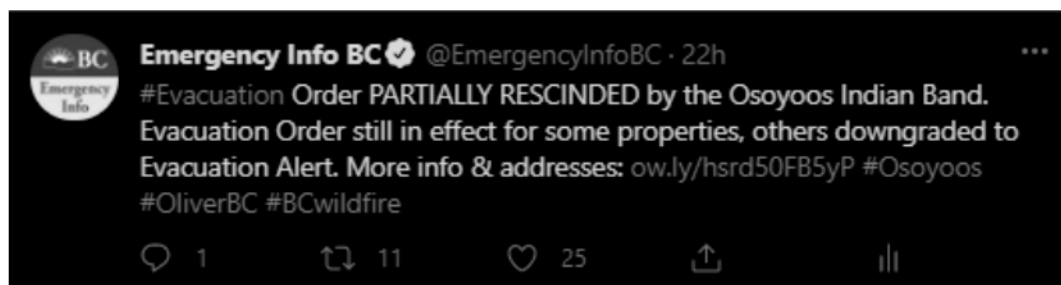 BC
Emergency
Info
Emergency Info BC @EmergencyInfoBC · 22h
#Evacuation Order PARTIALLY RESCINDED by the Osoyoos Indian Band.
Evacuation Order still in effect for some properties, others downgraded to
Evacuation Alert. More info & addresses: ow.ly/hsrd50FB5yP #Osoyoos
#OliverBC #BCwildfire
1 11 25